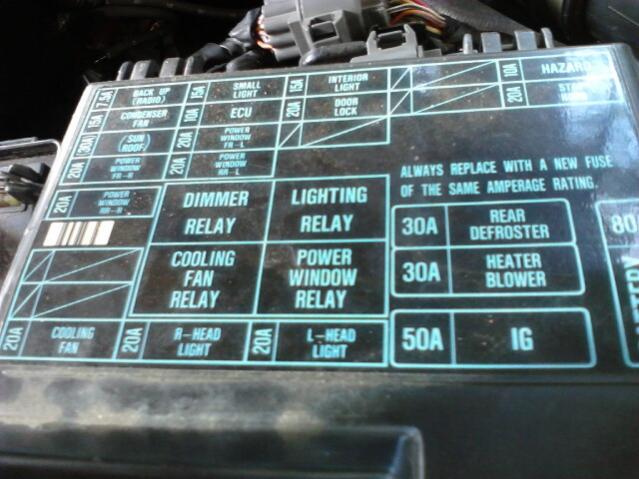 7.5A
BACK UP
(RADIO)
15A
SMALL
LIGHT
15A
INTERIOR
LIGHT
10A
HAZARD
15A
CONDENSER
FAN
10A
ECU
20A
DOOR
LOCK
20A
30A
(SUN
ROOF)
20A
POWER
WINDOW
FR-L
20A
POWER
WINDOW
FR-R
20A
POWER
WINDOW
RR-L
20A
POWER
WINDOW
RR-R
ALWAYS REPLACE WITH A NEW FUSE
OF THE SAME AMPERAGE RATING.
DIMMER
RELAY
LIGHTING
RELAY
30A
REAR
DEFROSTER
80
COOLING
FAN
RELAY
POWER
WINDOW
RELAY
30A
HEATER
BLOWER
20A
COOLING
FAN
20A
R-HEAD
LIGHT
20A
L-HEAD
LIGHT
50A
IG